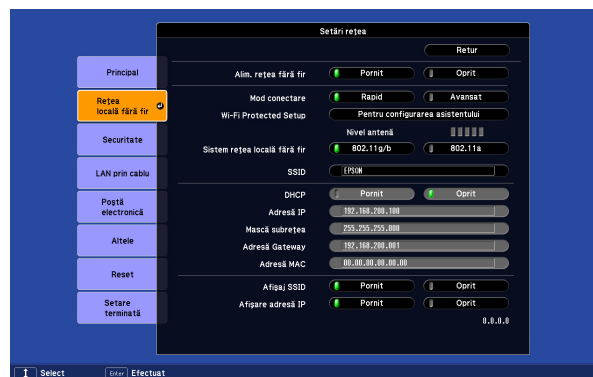 Setări rețea
Retur
Principal
Alim. rețea fără fir Pornit Oprit
Rețea
locală fără fir
Mod conectare Rapid Avansat
Wi-Fi Protected Setup Pentru configurarea asistentului
Nivel antenă
Securitate
Sistem rețea locală fără fir 802.11g/b 802.11a
LAN prin cablu
SSID EPSON
Poștă
electronică
DHCP Pornit Oprit
Adresă IP 192.168.200.100
Mască subrețea 255.255.255.000
Altele
Adresă Gateway 192.168.200.001
Adresă MAC 00.00.00.00.00.00
Reset
Afișaj SSID Pornit Oprit
Afișare adresă IP Pornit Oprit
Setare
terminată
0.0.0.0
Select Enter Efectuat